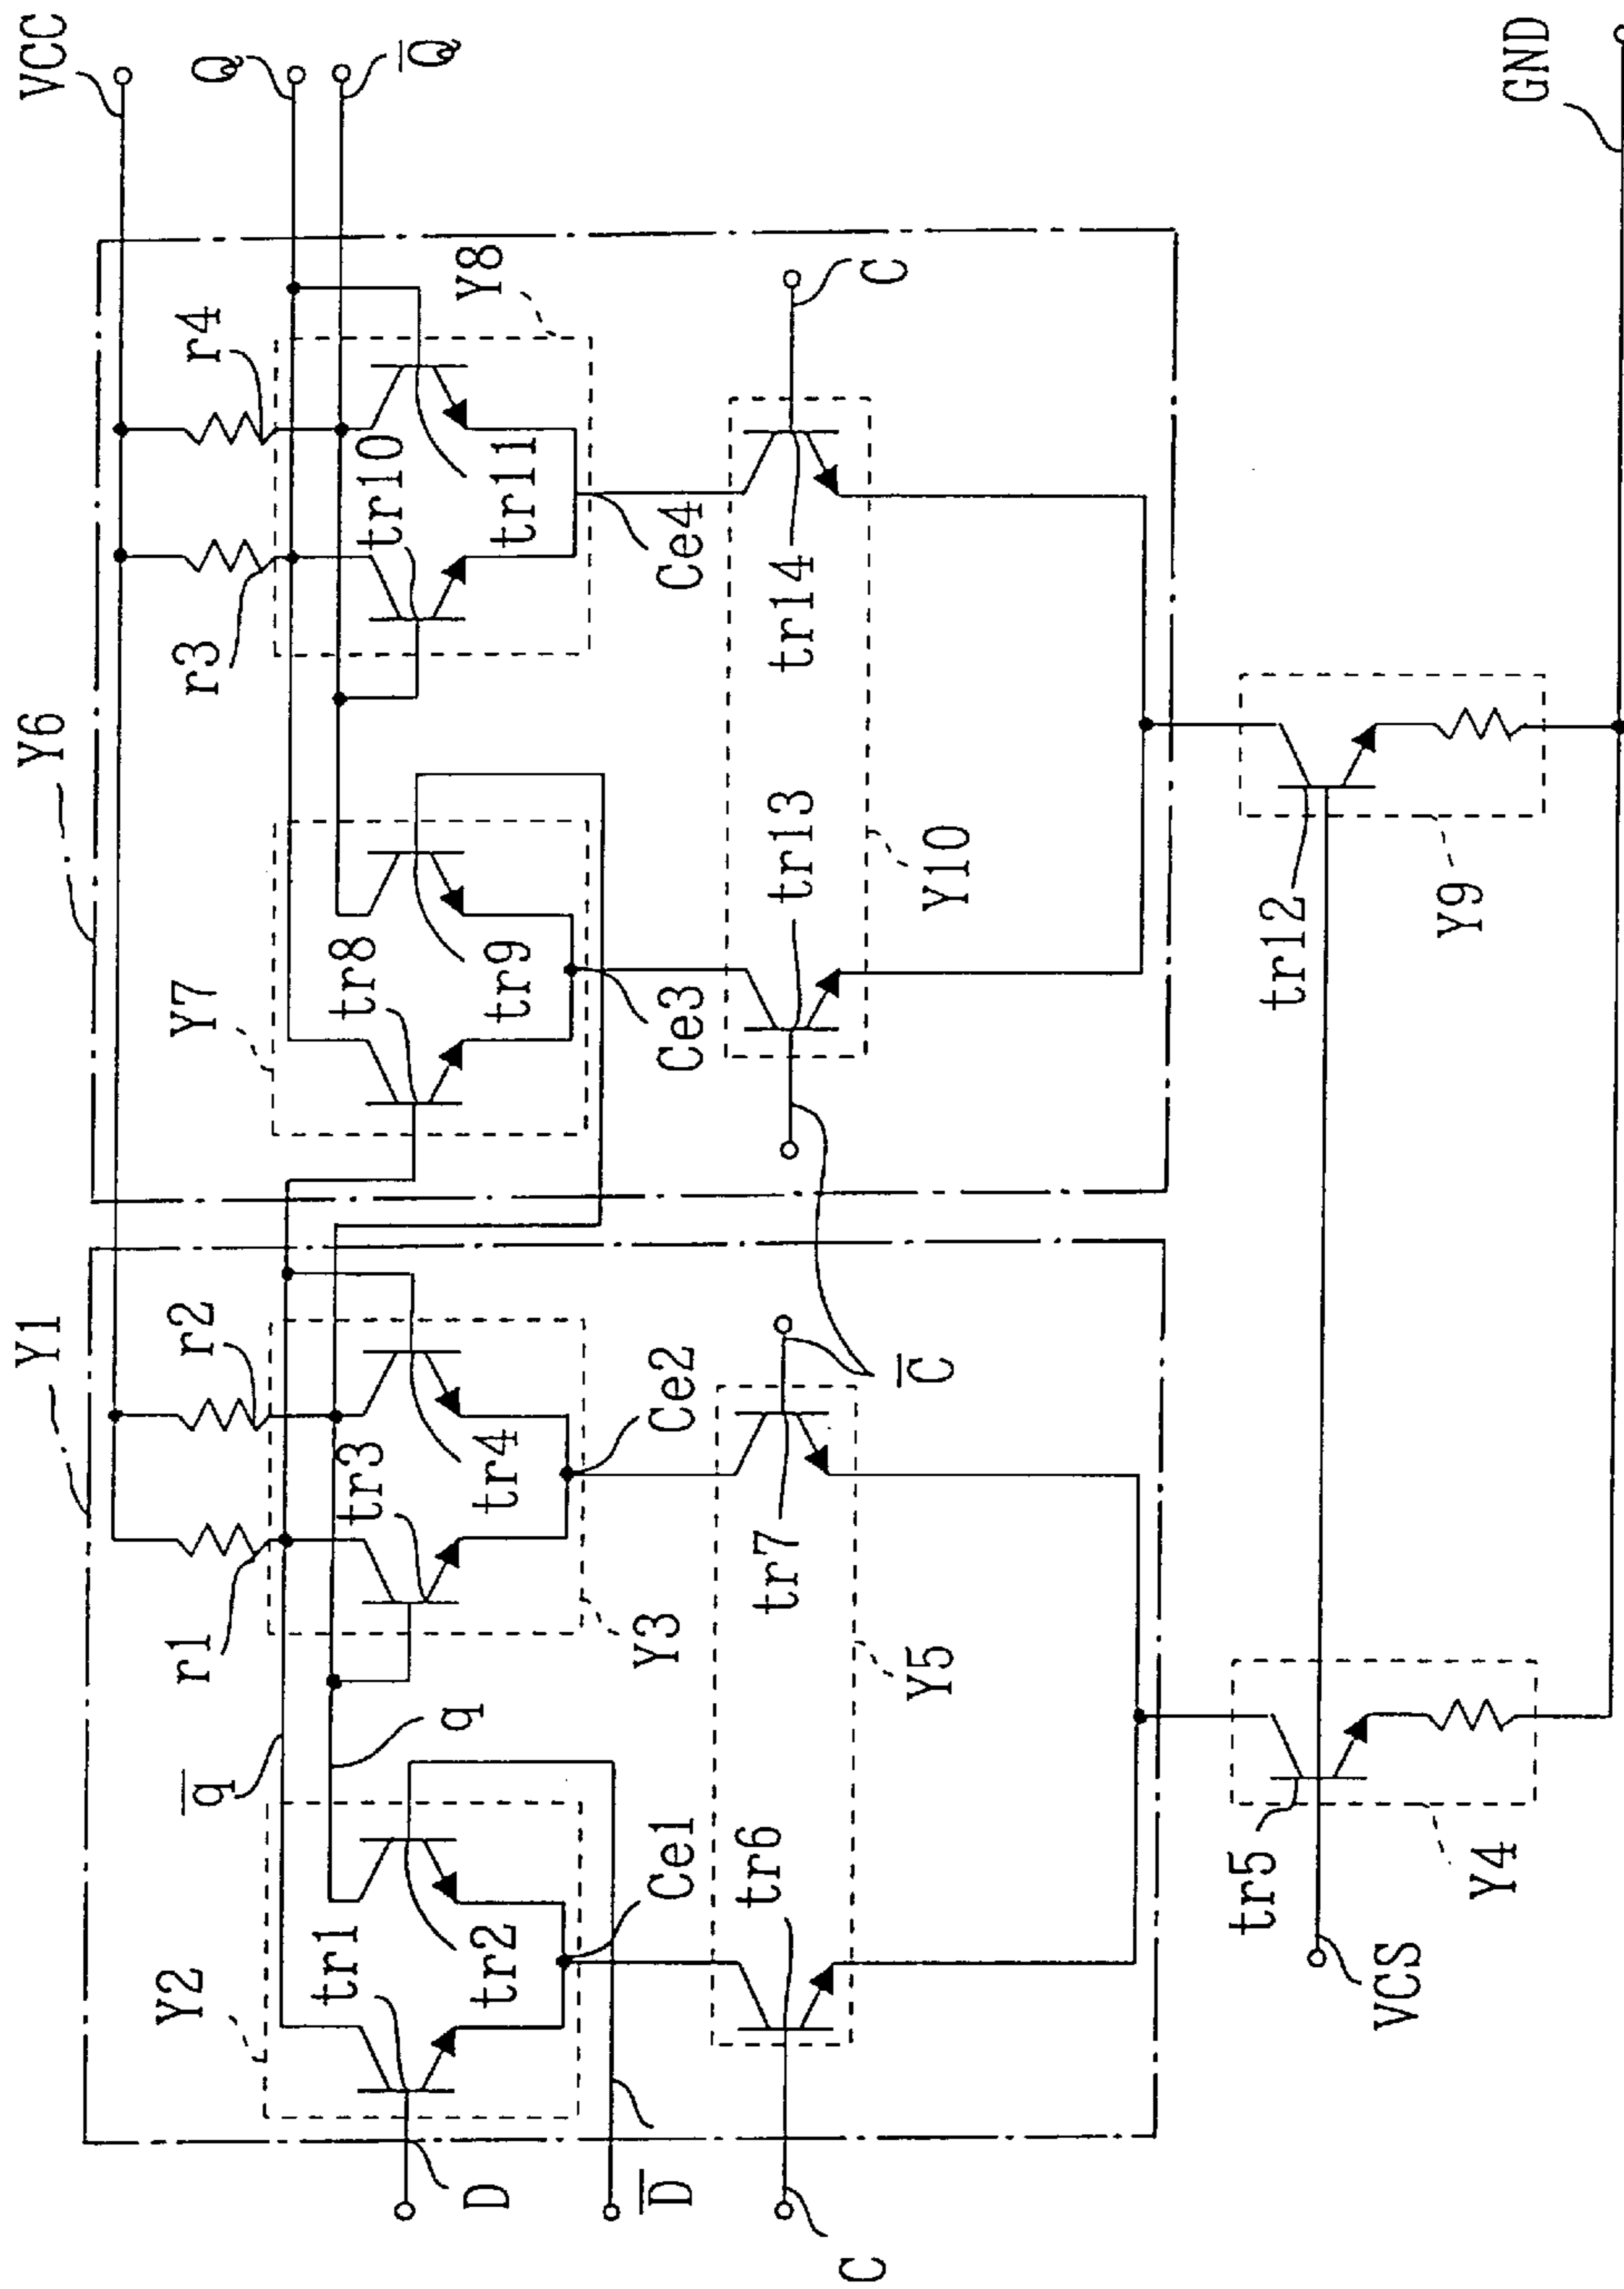 Y1
Y6
VCC
Q
Q̅
r1
r2
r3
r4
q̅
q
Y2
tr1
tr2
Ce1
tr3
tr4
Ce2
Y3
Y7
tr8
tr9
Ce3
tr10
tr11
Ce4
Y8
D
D̅
C
tr6
tr7
Y5
C̅
tr13
tr14
Y10
C
VCS
tr5
Y4
tr12
Y9
GND